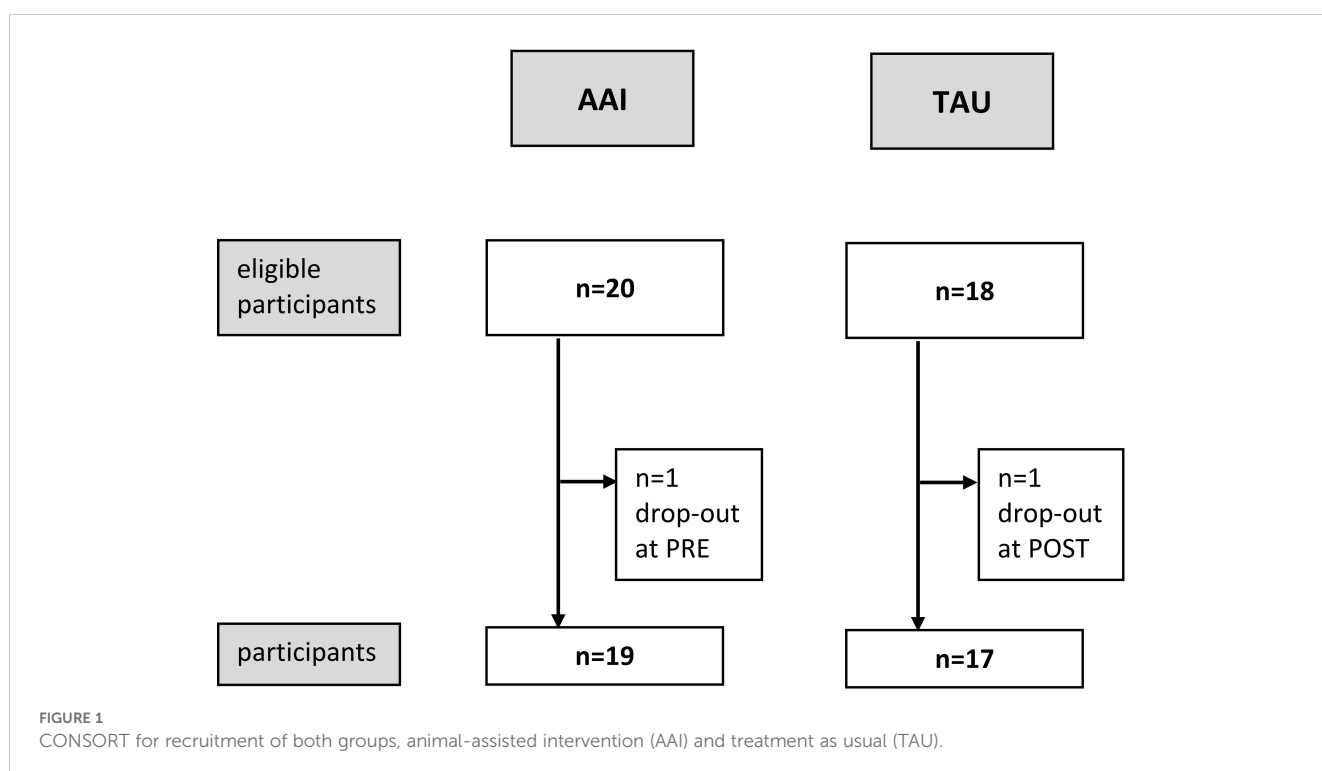 AAI
TAU
eligible
participants
n=20
n=18
n=1
drop-out
at PRE
n=1
drop-out
at POST
participants
n=19
n=17
FIGURE 1
CONSORT for recruitment of both groups, animal-assisted intervention (AAI) and treatment as usual (TAU).